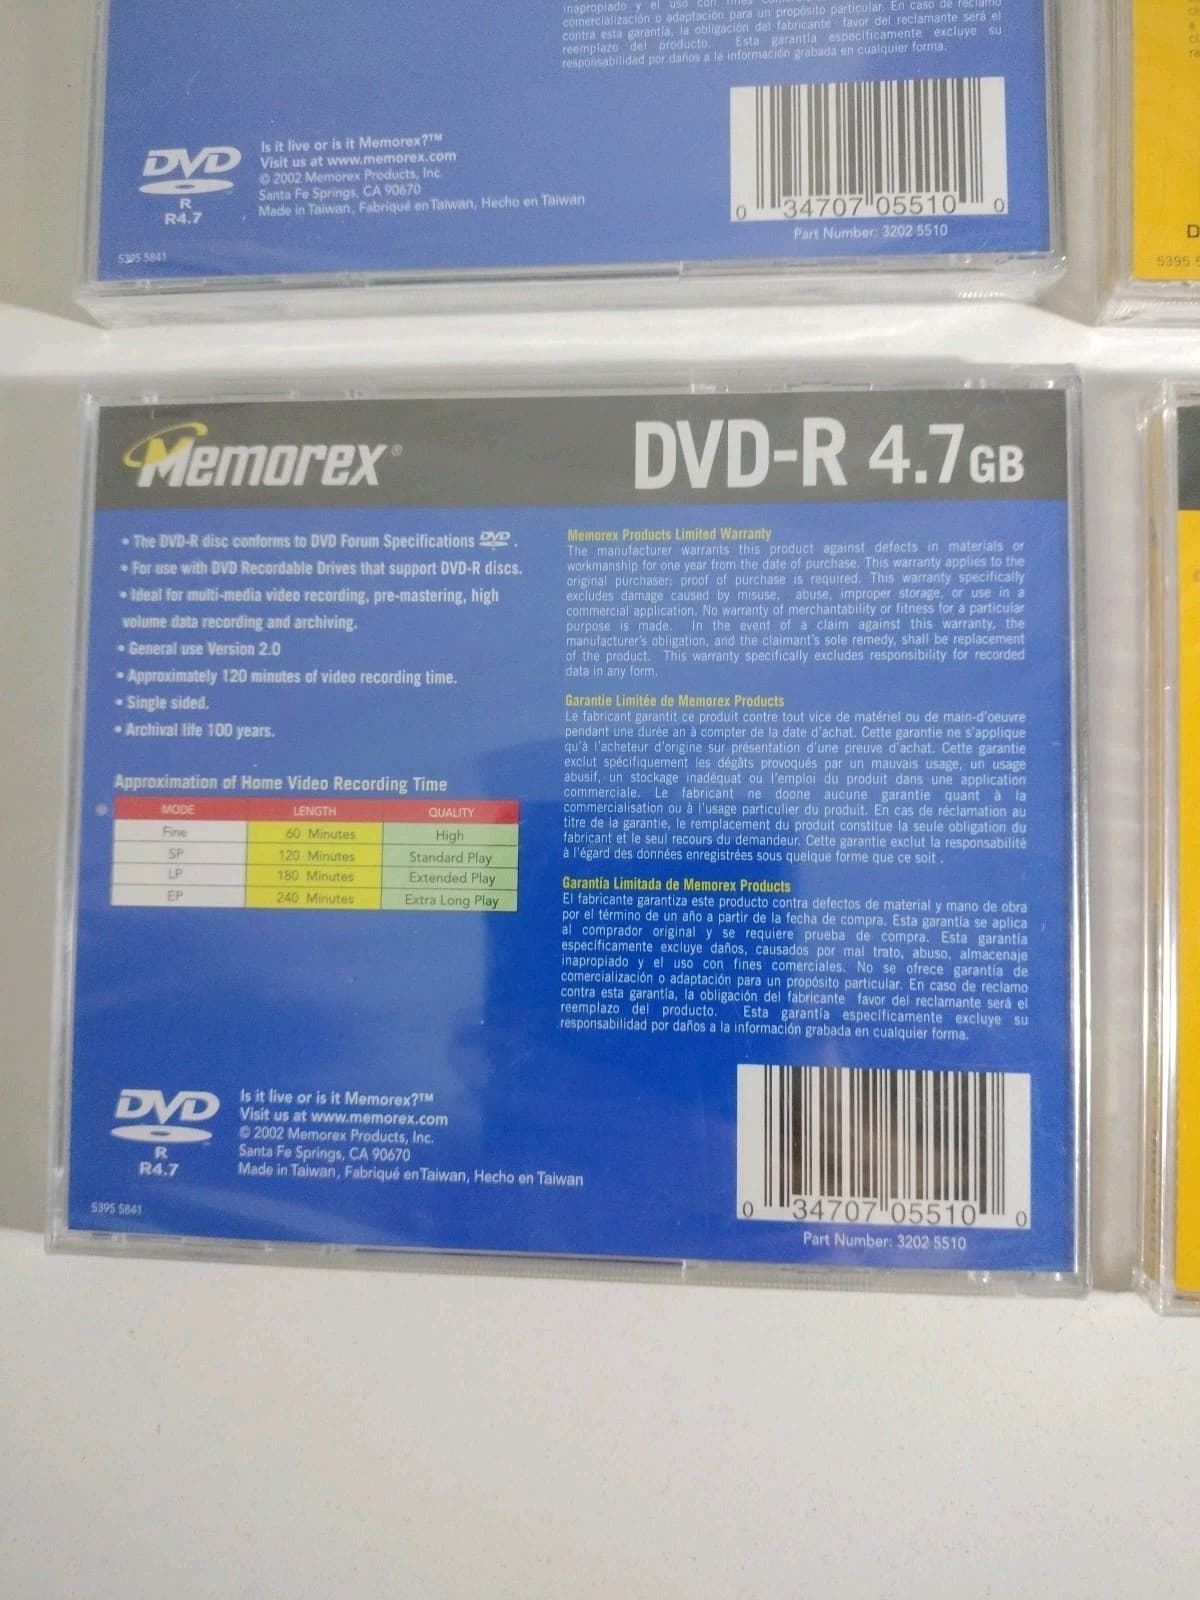 inapropiado y el uso con fines
comercialización o adaptación para un propósito particular. En caso de reclamo
contra esta garantía, la obligación del fabricante favor del reclamante será el
reemplazo del producto. Esta garantía específicamente excluye su
responsabilidad por daños a la información grabada en cualquier forma.
DVD
R
R4.7
Is it live or is it Memorex?™
Visit us at www.memorex.com
© 2002 Memorex Products, Inc.
Santa Fe Springs, CA 90670
Made in Taiwan, Fabriqué en Taiwan, Hecho en Taiwan
0 34707 05510 0
Part Number: 3202 5510
5395 5841
D
5395 5
Memorex®
DVD-R 4.7GB
• The DVD-R disc conforms to DVD Forum Specifications DVD .
• For use with DVD Recordable Drives that support DVD-R discs.
• Ideal for multi-media video recording, pre-mastering, high
volume data recording and archiving.
• General use Version 2.0
• Approximately 120 minutes of video recording time.
• Single sided.
• Archival life 100 years.
Approximation of Home Video Recording Time
MODE LENGTH QUALITY
Fine 60 Minutes High
SP 120 Minutes Standard Play
LP 180 Minutes Extended Play
EP 240 Minutes Extra Long Play
Memorex Products Limited Warranty
The manufacturer warrants this product against defects in materials or
workmanship for one year from the date of purchase. This warranty applies to the
original purchaser; proof of purchase is required. This warranty specifically
excludes damage caused by misuse, abuse, improper storage, or use in a
commercial application. No warranty of merchantability or fitness for a particular
purpose is made. In the event of a claim against this warranty, the
manufacturer's obligation, and the claimant's sole remedy, shall be replacement
of the product. This warranty specifically excludes responsibility for recorded
data in any form.
Garantie Limitée de Memorex Products
Le fabricant garantit ce produit contre tout vice de matériel ou de main-d'oeuvre
pendant une durée an à compter de la date d'achat. Cette garantie ne s'applique
qu'à l'acheteur d'origine sur présentation d'une preuve d'achat. Cette garantie
exclut spécifiquement les dégâts provoqués par un mauvais usage, un usage
abusif, un stockage inadéquat ou l'emploi du produit dans une application
commerciale. Le fabricant ne doone aucune garantie quant à la
commercialisation ou à l'usage particulier du produit. En cas de réclamation au
titre de la garantie, le remplacement du produit constitue la seule obligation du
fabricant et le seul recours du demandeur. Cette garantie exclut la responsabilité
à l'égard des données enregistrées sous quelque forme que ce soit .
Garantía Limitada de Memorex Products
El fabricante garantiza este producto contra defectos de material y mano de obra
por el término de un año a partir de la fecha de compra. Esta garantía se aplica
al comprador original y se requiere prueba de compra. Esta garantía
específicamente excluye daños, causados por mal trato, abuso, almacenaje
inapropiado y el uso con fines comerciales. No se ofrece garantía de
comercialización o adaptación para un propósito particular. En caso de reclamo
contra esta garantía, la obligación del fabricante favor del reclamante será el
reemplazo del producto. Esta garantía específicamente excluye su
responsabilidad por daños a la información grabada en cualquier forma.
DVD
R
R4.7
Is it live or is it Memorex?™
Visit us at www.memorex.com
© 2002 Memorex Products, Inc.
Santa Fe Springs, CA 90670
Made in Taiwan, Fabriqué en Taiwan, Hecho en Taiwan
5395 5841
0 34707 05510 0
Part Number: 3202 5510